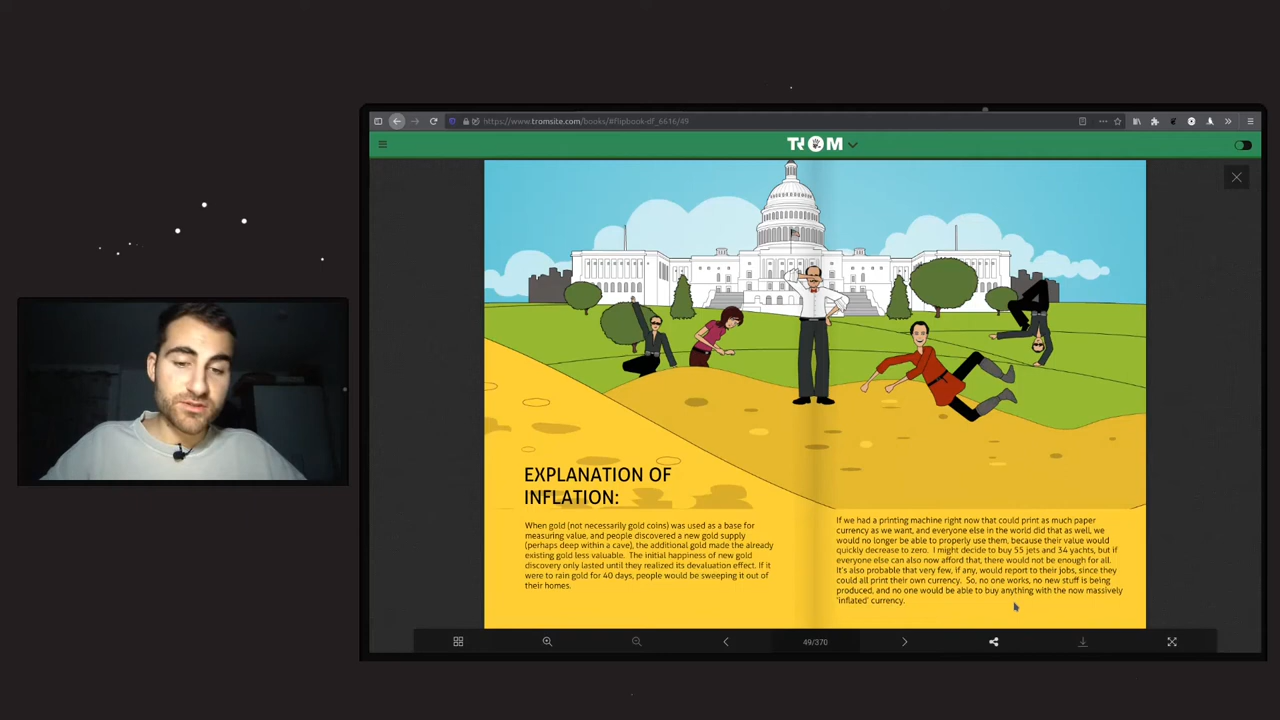 https://www.tromsite.com/books/#flipbook-df_6616/49
TROM
EXPLANATION OF
INFLATION:
When gold (not necessarily gold coins) was used as a base for
measuring value, and people discovered a new gold supply
(perhaps deep within a cave), the additional gold made the already
existing gold less valuable.  The initial happiness of new gold
discovery only lasted until they realized its devaluation effect. If it
were to rain gold for 40 days, people would be sweeping it out of
their homes.
If we had a printing machine right now that could print as much paper
currency as we want, and everyone else in the world did that as well, we
would no longer be able to properly use them, because their value would
quickly decrease to zero.  I might decide to buy 55 jets and 34 yachts, but if
everyone else can also now afford that, there would not be enough for all.
It's also probable that very few, if any, would report to their jobs, since they
could all print their own currency.  So, no one works, no new stuff is being
produced, and no one would be able to buy anything with the now massively
'inflated' currency.
49/370